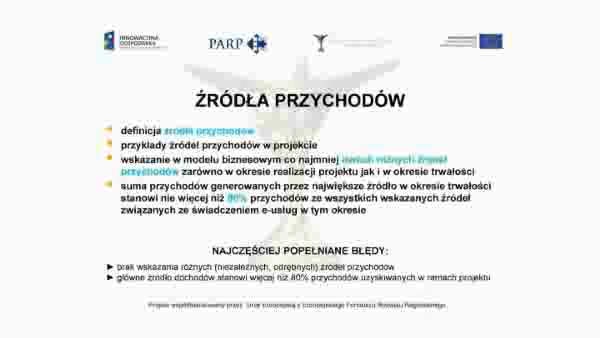 INNOWACYJNA
GOSPODARKA
PARP
ŹRÓDŁA PRZYCHODÓW
definicja źródła przychodów
przykłady źródeł przychodów w projekcie
wskazanie w modelu biznesowym co najmniej dwóch różnych źródeł
przychodów zarówno w okresie realizacji projektu jak i w okresie trwałości
suma przychodów generowanych przez największe źródło w okresie trwałości
stanowi nie więcej niż 80% przychodów ze wszystkich wskazanych źródeł
związanych ze świadczeniem e-usług w tym okresie
NAJCZĘŚCIEJ POPEŁNIANE BŁĘDY:
► brak wskazania różnych (niezależnych, odrębnych) źródeł przychodów
► główne źródło dochodów stanowi więcej niż 80% przychodów uzyskiwanych w ramach projektu
Projekt współfinansowany przez Unię Europejską z Europejskiego Funduszu Rozwoju Regionalnego